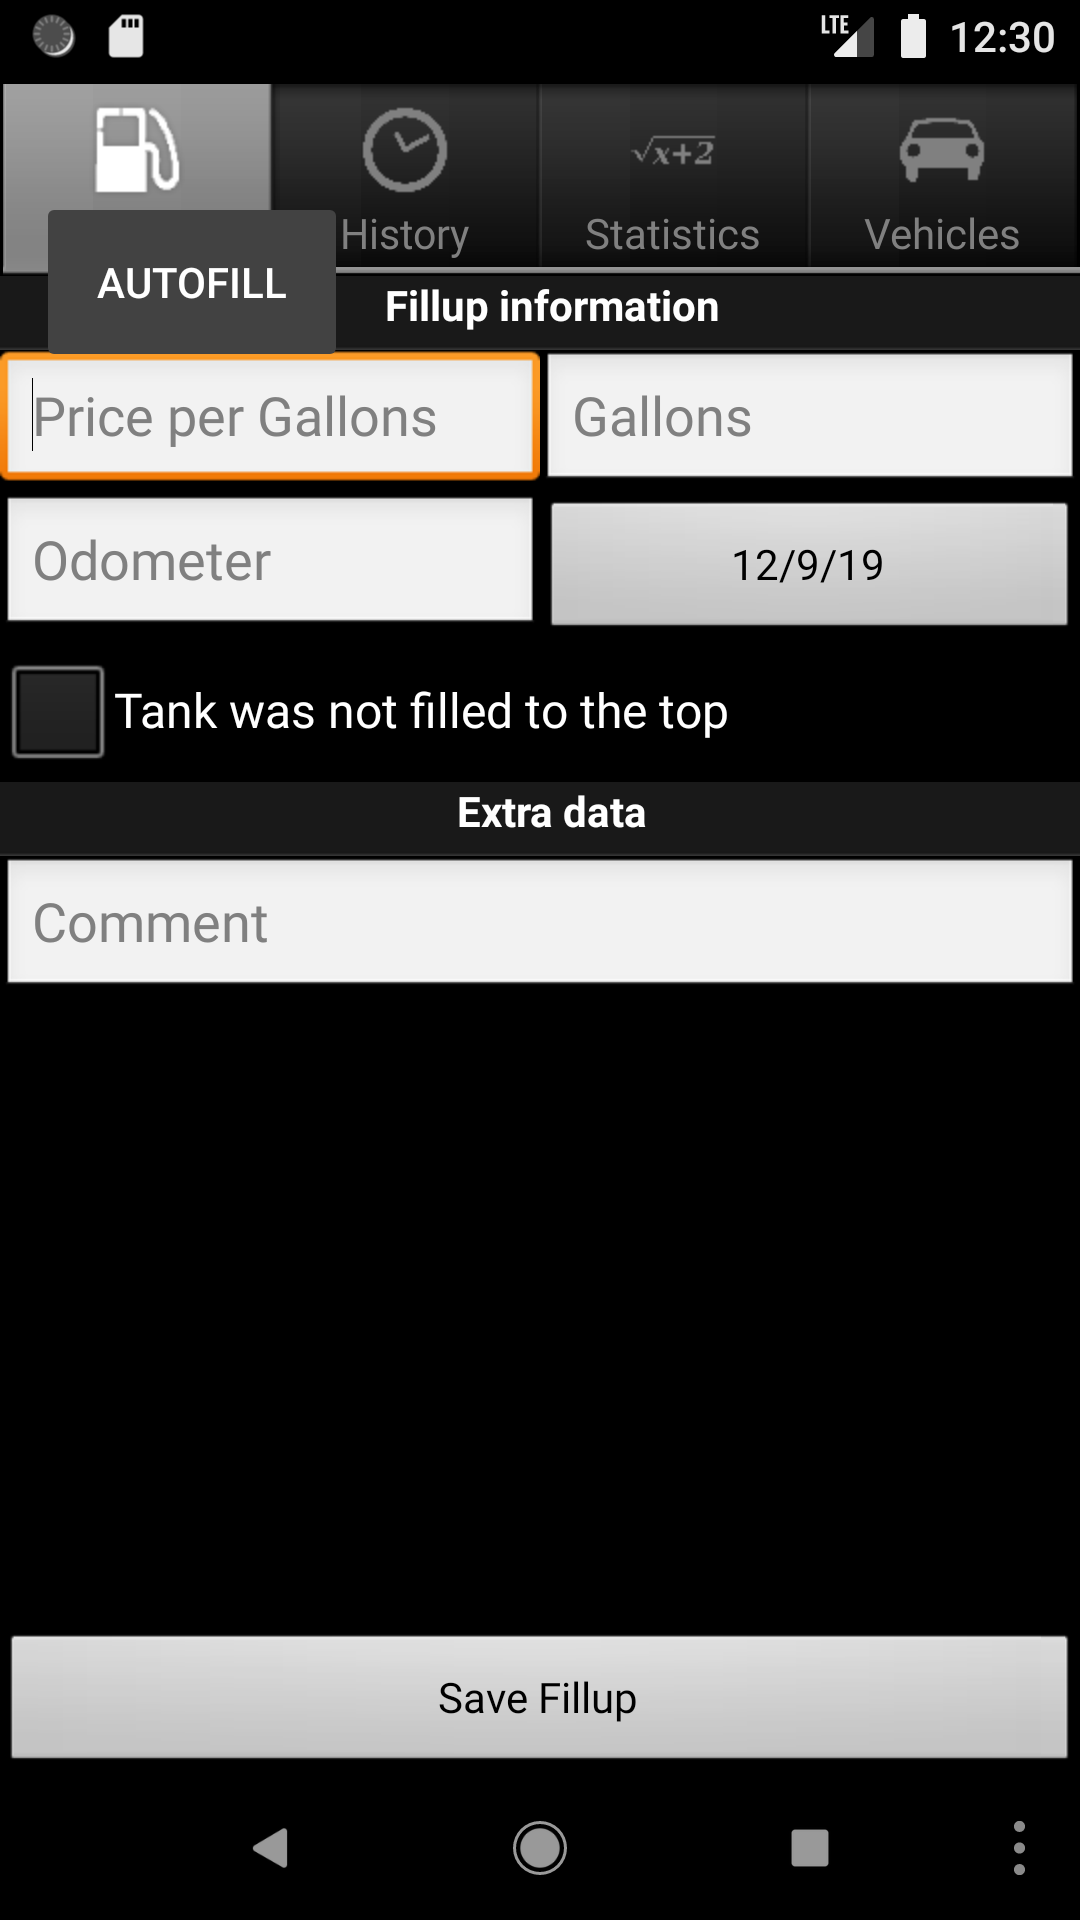 LTE 12:30
√x+2
History Statistics Vehicles
AUTOFILL
Fillup information
Price per Gallons Gallons
Odometer 12/9/19
Tank was not filled to the top
Extra data
Comment
Save Fillup